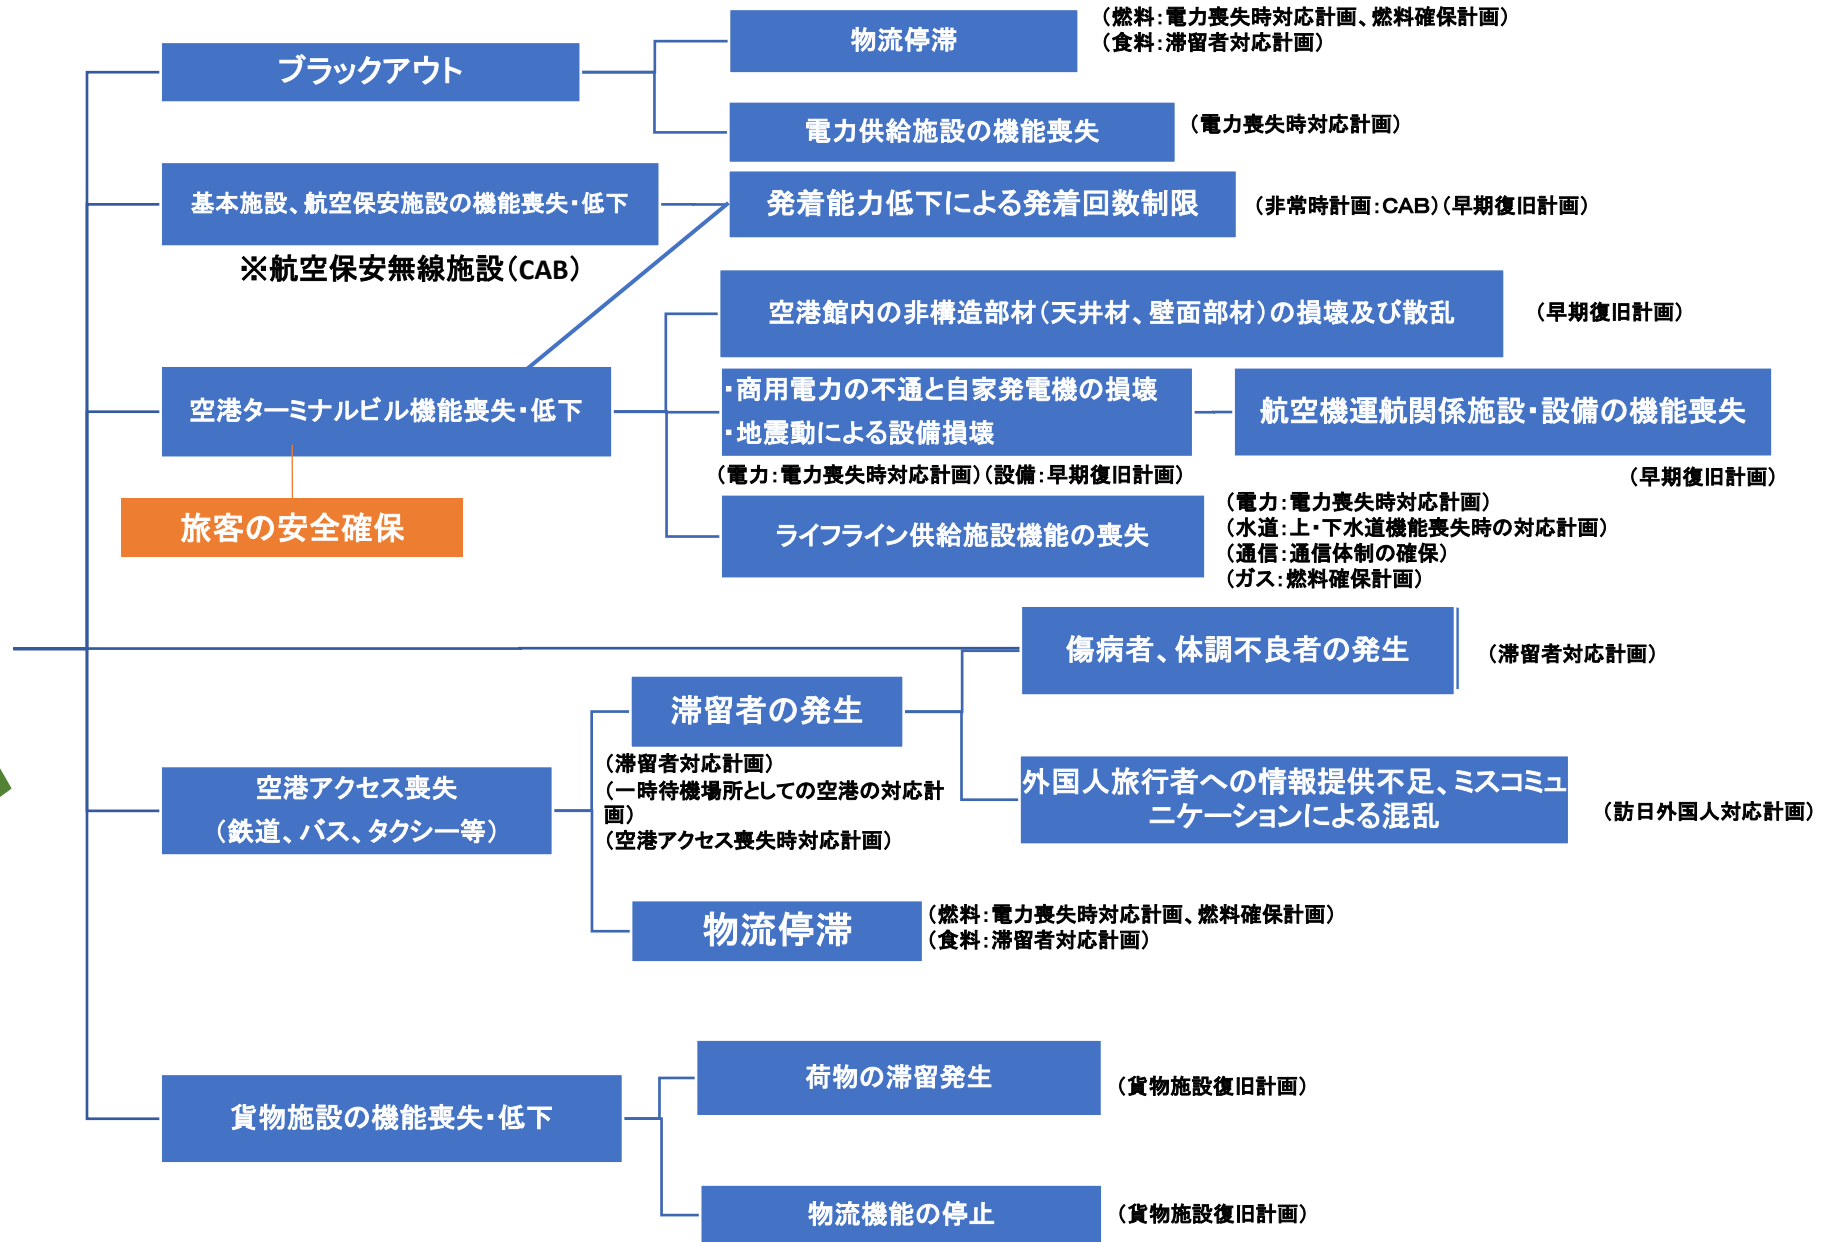 ブラックアウト
物流停滞
（燃料：電力喪失時対応計画、燃料確保計画）
（食料：滞留者対応計画）
電力供給施設の機能喪失
（電力喪失時対応計画）
基本施設、航空保安施設の機能喪失・低下
※航空保安無線施設（CAB）
発着能力低下による発着回数制限
（非常時計画：CAB）（早期復旧計画）
空港ターミナルビル機能喪失・低下
旅客の安全確保
空港館内の非構造部材（天井材、壁面部材）の損壊及び散乱
（早期復旧計画）
・商用電力の不通と自家発電機の損壊
・地震動による設備損壊
（電力：電力喪失時対応計画）（設備：早期復旧計画）
航空機運航関係施設・設備の機能喪失
（早期復旧計画）
ライフライン供給施設機能の喪失
（電力：電力喪失時対応計画）
（水道：上・下水道機能喪失時の対応計画）
（通信：通信体制の確保）
（ガス：燃料確保計画）
傷病者、体調不良者の発生
（滞留者対応計画）
空港アクセス喪失
（鉄道、バス、タクシー等）
滞留者の発生
（滞留者対応計画）
（一時待機場所としての空港の対応計
画）
（空港アクセス喪失時対応計画）
外国人旅行者への情報提供不足、ミスコミュ
ニケーションによる混乱
（訪日外国人対応計画）
物流停滞
（燃料：電力喪失時対応計画、燃料確保計画）
（食料：滞留者対応計画）
貨物施設の機能喪失・低下
荷物の滞留発生
（貨物施設復旧計画）
物流機能の停止
（貨物施設復旧計画）